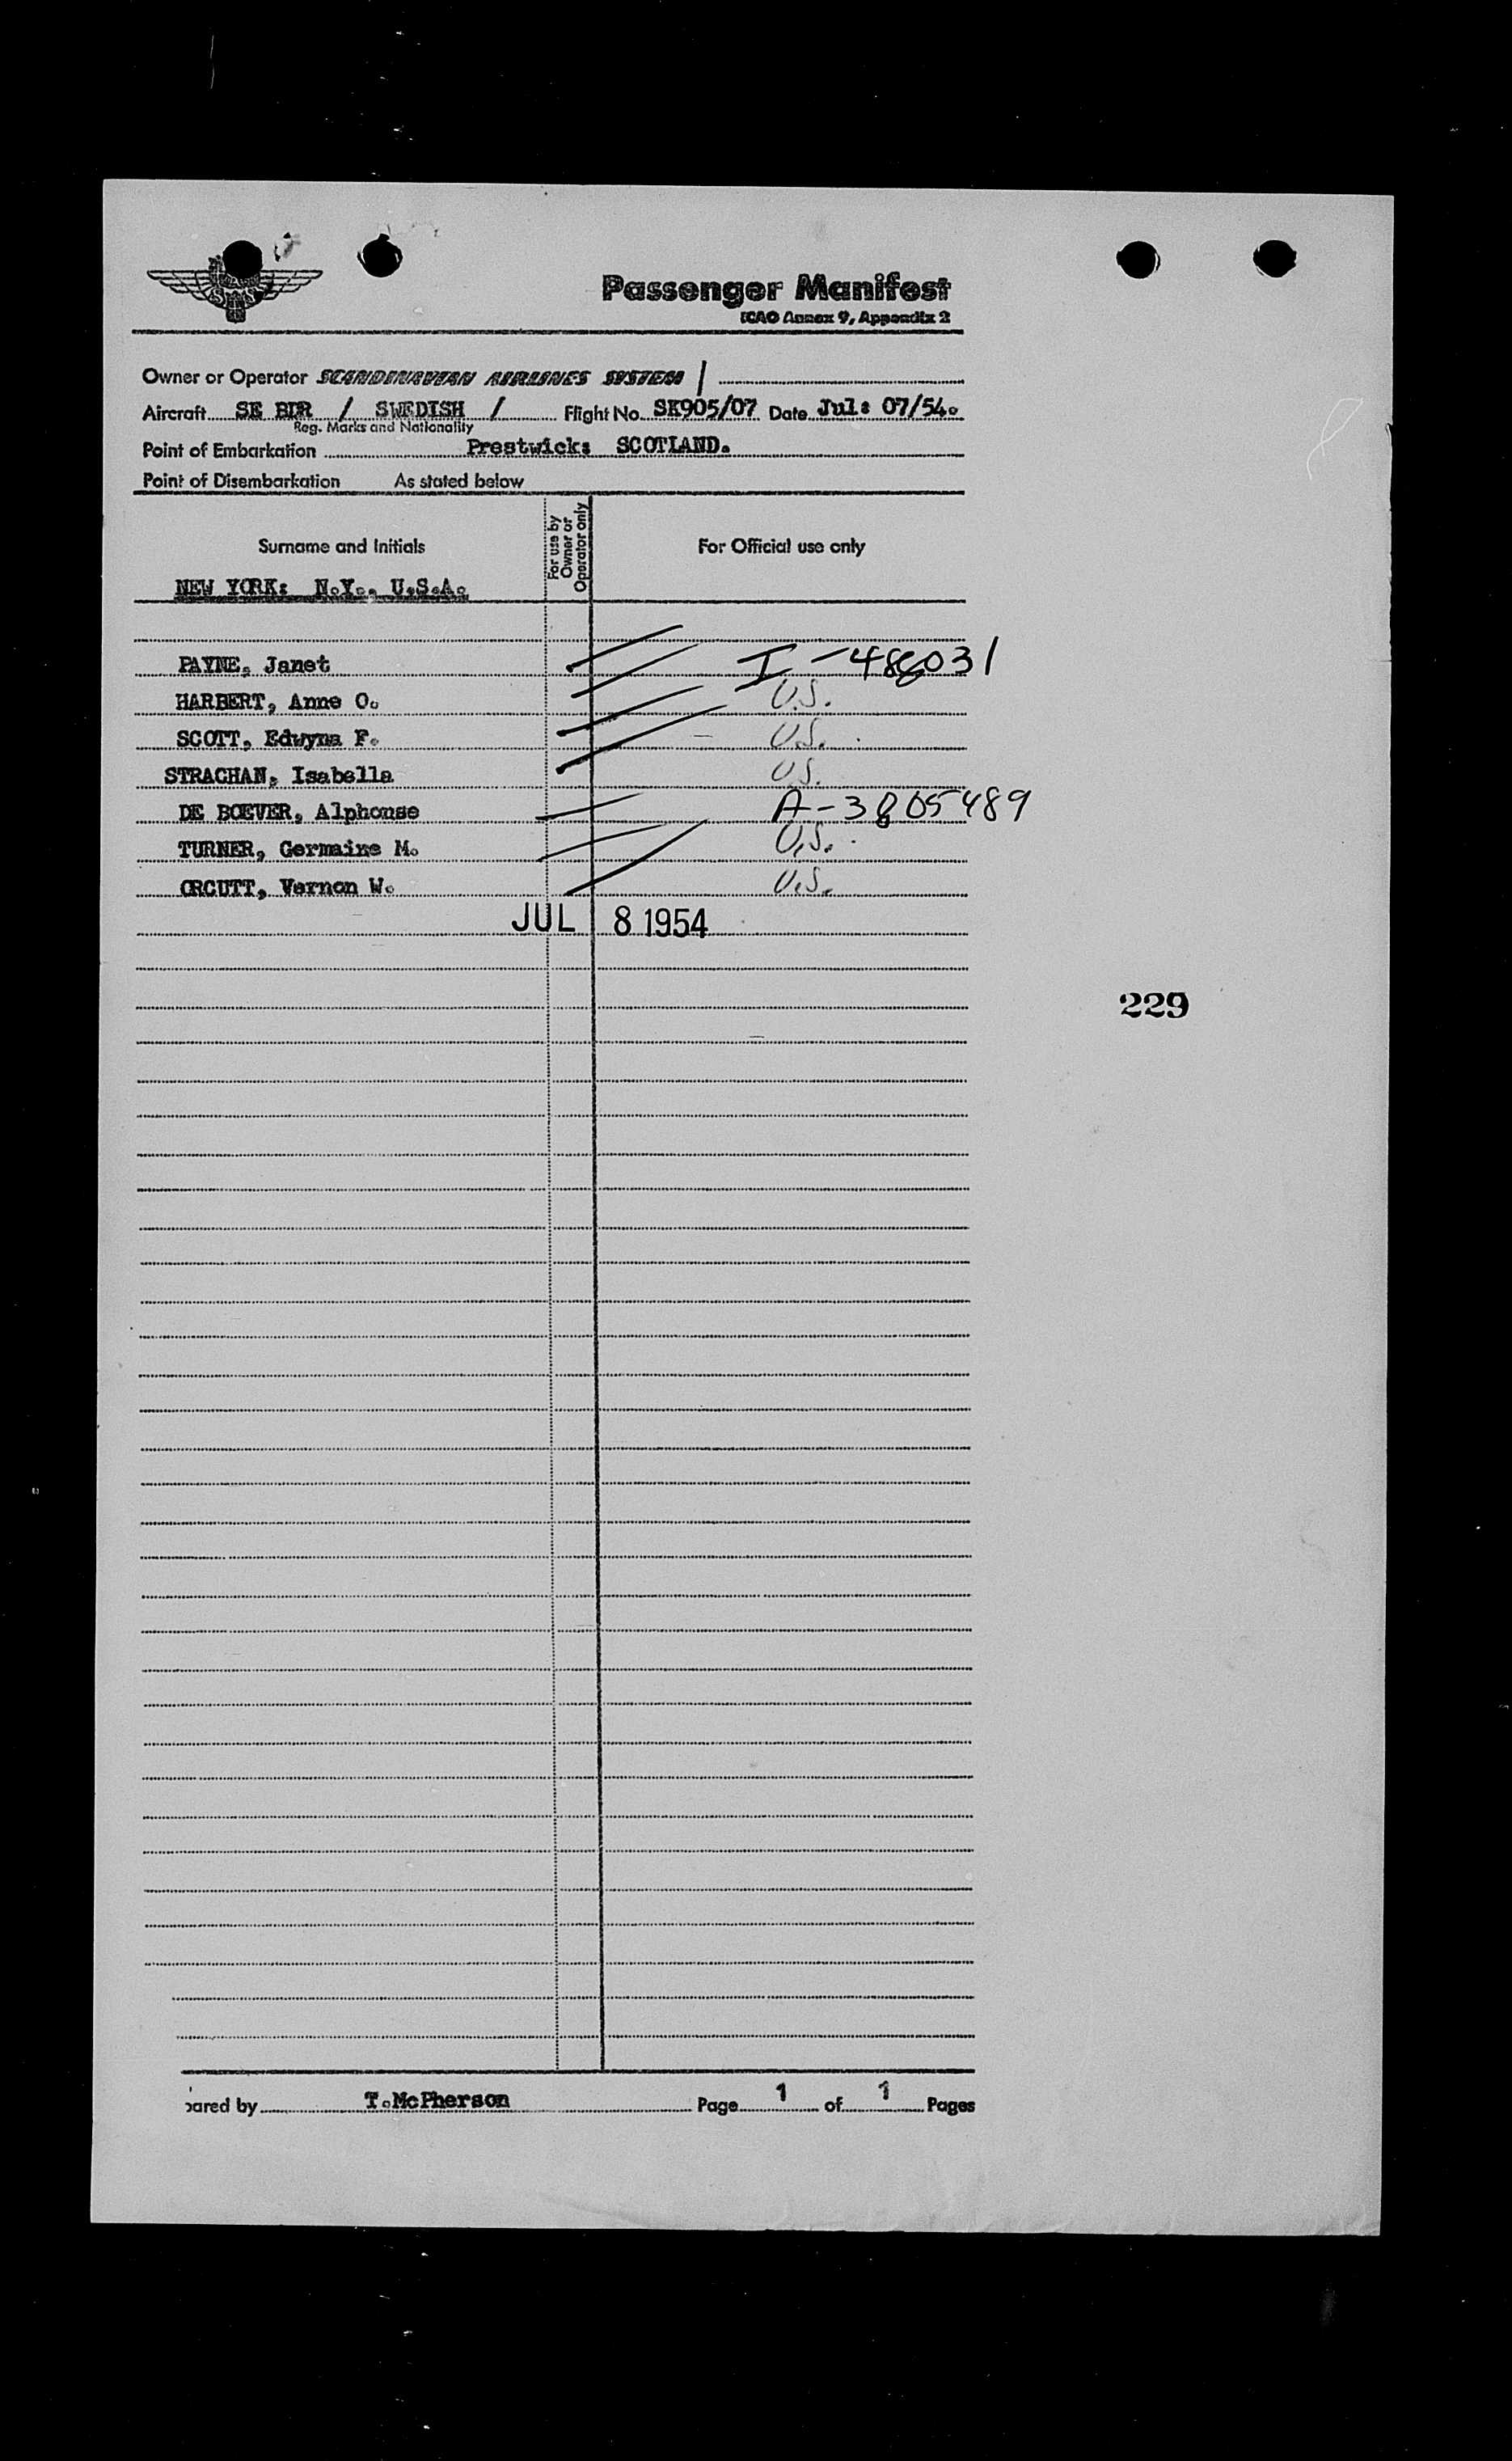 Passenger Manifest
ICAO Annex 9, Appendix 2
Owner or Operator SCANDINAVIAN AIRLINES SYSTEM /
Aircraft SE BDR / SWEDISH / Flight No. SK905/07 Date Jul: 07/54.
Reg. Marks and Nationality
Point of Embarkation Prestwick: SCOTLAND.
Point of Disembarkation As stated below
Surname and Initials For use by Owner or Operator only For Official use only
NEW YORK: N.Y., U.S.A.
PAYNE, Janet I-486031
HARBERT, Anne O. U.S.
SCOTT, Edwyna F. U.S.
STRACHAN, Isabella U.S.
DE BOEVER, Alphonse A-3805489
TURNER, Germaine M. U.S.
ORCUTT, Vernon W. U.S.
JUL 8 1954
229
pared by T.McPherson Page 1 of 1 Pages